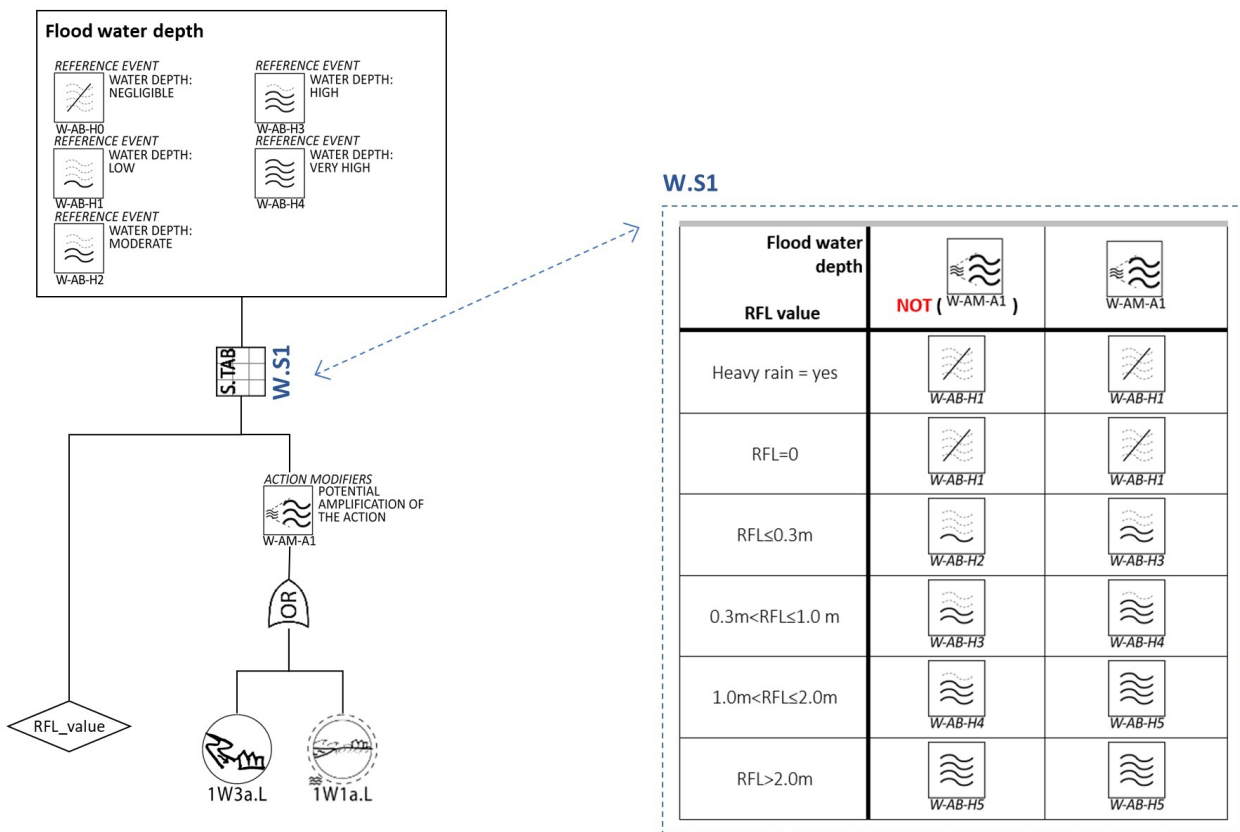 Flood water depth
REFERENCE EVENT
WATER DEPTH:
NEGLIGIBLE
W-AB-H0
REFERENCE EVENT
WATER DEPTH:
LOW
W-AB-H1
REFERENCE EVENT
WATER DEPTH:
MODERATE
W-AB-H2
REFERENCE EVENT
WATER DEPTH:
HIGH
W-AB-H3
REFERENCE EVENT
WATER DEPTH:
VERY HIGH
W-AB-H4
S.TAB
W.S1
ACTION MODIFIERS
POTENTIAL
AMPLIFICATION OF
THE ACTION
W-AM-A1
OR
RFL_value
1W3a.L
1W1a.L
W.S1
Flood water
depth
RFL value
NOT ( W-AM-A1 )
W-AM-A1
Heavy rain = yes
W-AB-H1
W-AB-H1
RFL=0
W-AB-H1
W-AB-H1
RFL≤0.3m
W-AB-H2
W-AB-H3
0.3m<RFL≤1.0 m
W-AB-H3
W-AB-H4
1.0m<RFL≤2.0m
W-AB-H4
W-AB-H5
RFL>2.0m
W-AB-H5
W-AB-H5